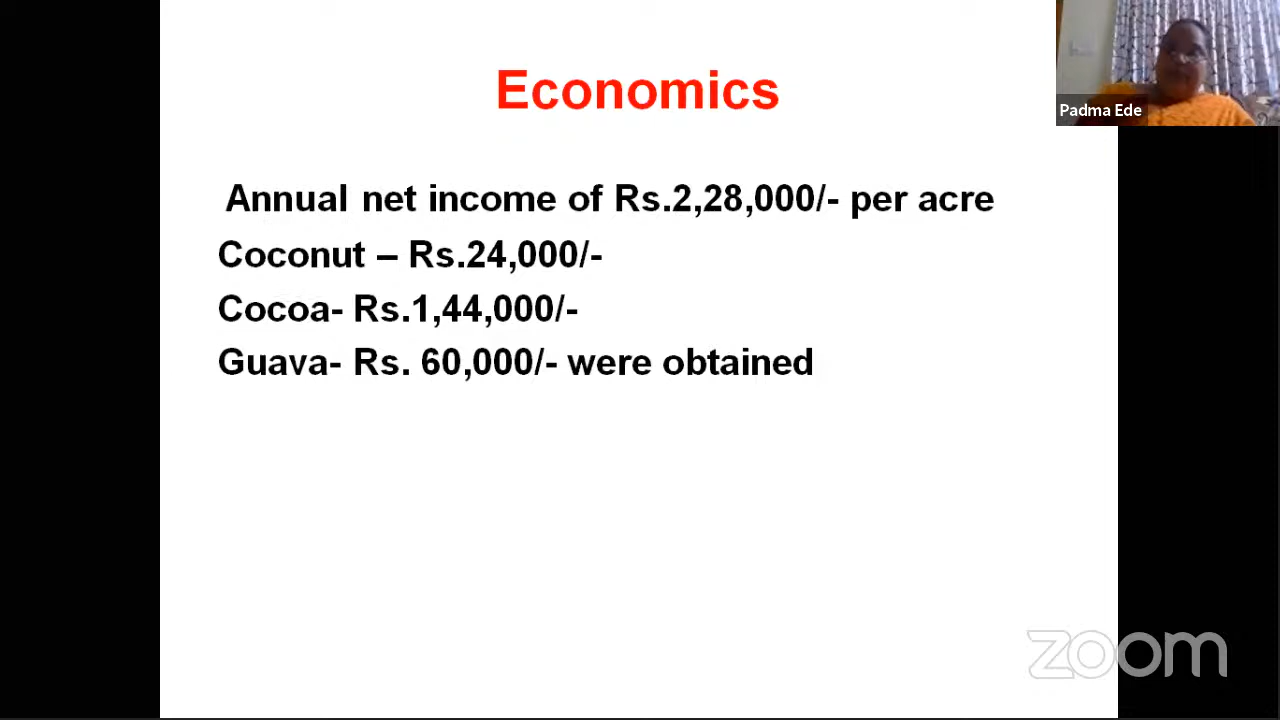 Economics
Padma Ede
Annual net income of Rs.2,28,000/- per acre
Coconut – Rs.24,000/-
Cocoa- Rs.1,44,000/-
Guava- Rs. 60,000/- were obtained
zoom